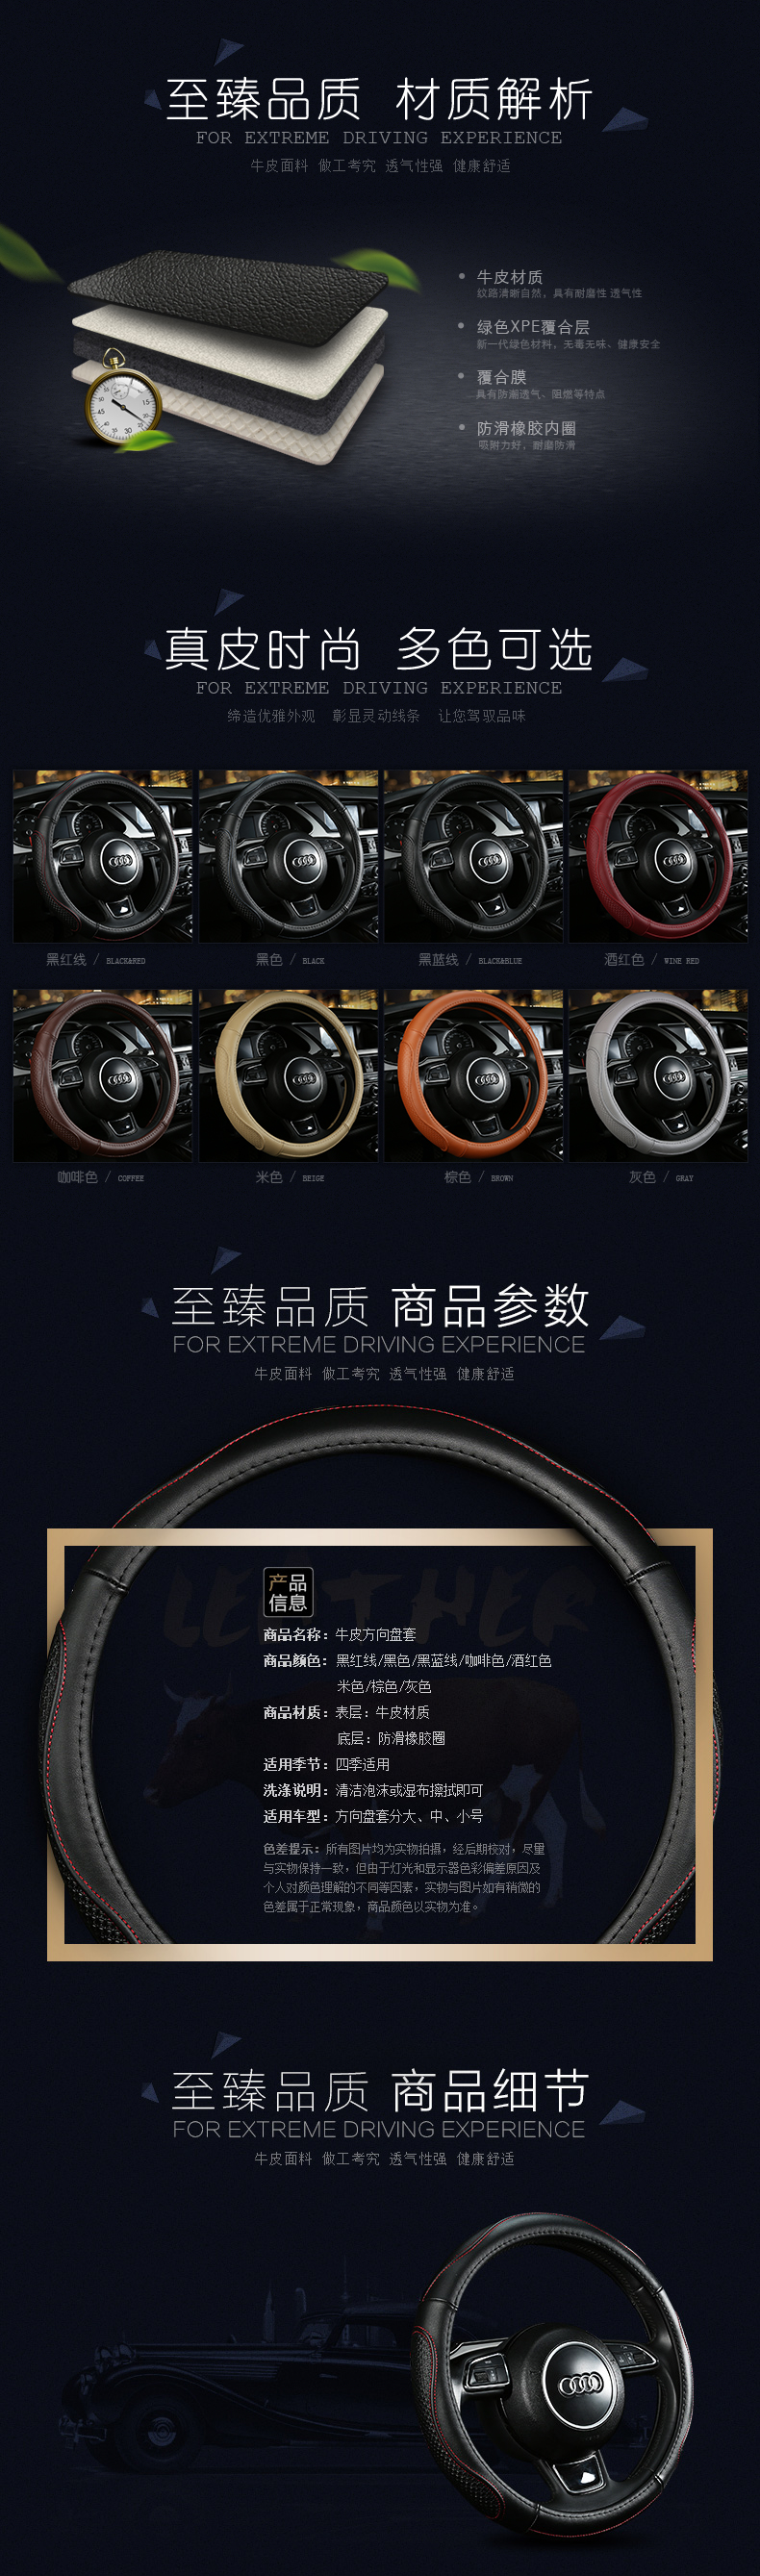 至臻品质 材质解析
FOR EXTREME DRIVING EXPERIENCE
牛皮面料 做工考究 透气性强 健康舒适
牛皮材质
纹路清晰自然，具有耐磨性 透气性
绿色XPE覆合层
新一代绿色材料，无毒无味、健康安全
覆合膜
具有防潮透气、阻燃等特点
防滑橡胶内圈
吸附力好，耐磨防滑
真皮时尚 多色可选
FOR EXTREME DRIVING EXPERIENCE
缔造优雅外观 彰显灵动线条 让您驾驭品味
黑红线 / BLACK&RED
黑色 / BLACK
黑蓝线 / BLACK&BLUE
酒红色 / WINE RED
咖啡色 / COFFEE
米色 / BEIGE
棕色 / BROWN
灰色 / GRAY
至臻品质 商品参数
FOR EXTREME DRIVING EXPERIENCE
牛皮面料 做工考究 透气性强 健康舒适
LEATHER
产品
信息
商品名称：牛皮方向盘套
商品颜色：黑红线/黑色/黑蓝线/咖啡色/酒红色
米色/棕色/灰色
商品材质：表层：牛皮材质
底层：防滑橡胶圈
适用季节：四季适用
洗涤说明：清洁泡沫或湿布擦拭即可
适用车型：方向盘套分大、中、小号
色差提示：所有图片均为实物拍摄，经后期校对，尽量
与实物保持一致，但由于灯光和显示器色彩偏差原因及
个人对颜色理解的不同等因素，实物与图片如有稍微的
色差属于正常现象，商品颜色以实物为准。
至臻品质 商品细节
FOR EXTREME DRIVING EXPERIENCE
牛皮面料 做工考究 透气性强 健康舒适